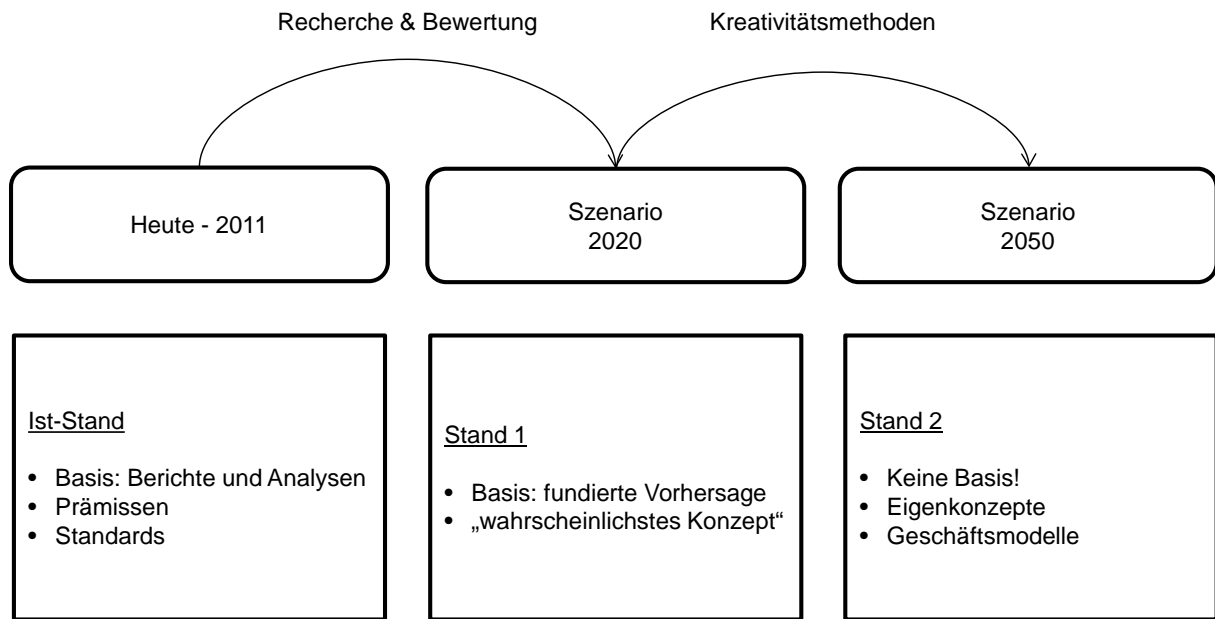 Recherche & Bewertung
Kreativitätsmethoden
Heute - 2011
Szenario
2020
Szenario
2050
Ist-Stand
• Basis: Berichte und Analysen
• Prämissen
• Standards
Stand 1
• Basis: fundierte Vorhersage
• „wahrscheinlichstes Konzept“
Stand 2
• Keine Basis!
• Eigenkonzepte
• Geschäftsmodelle